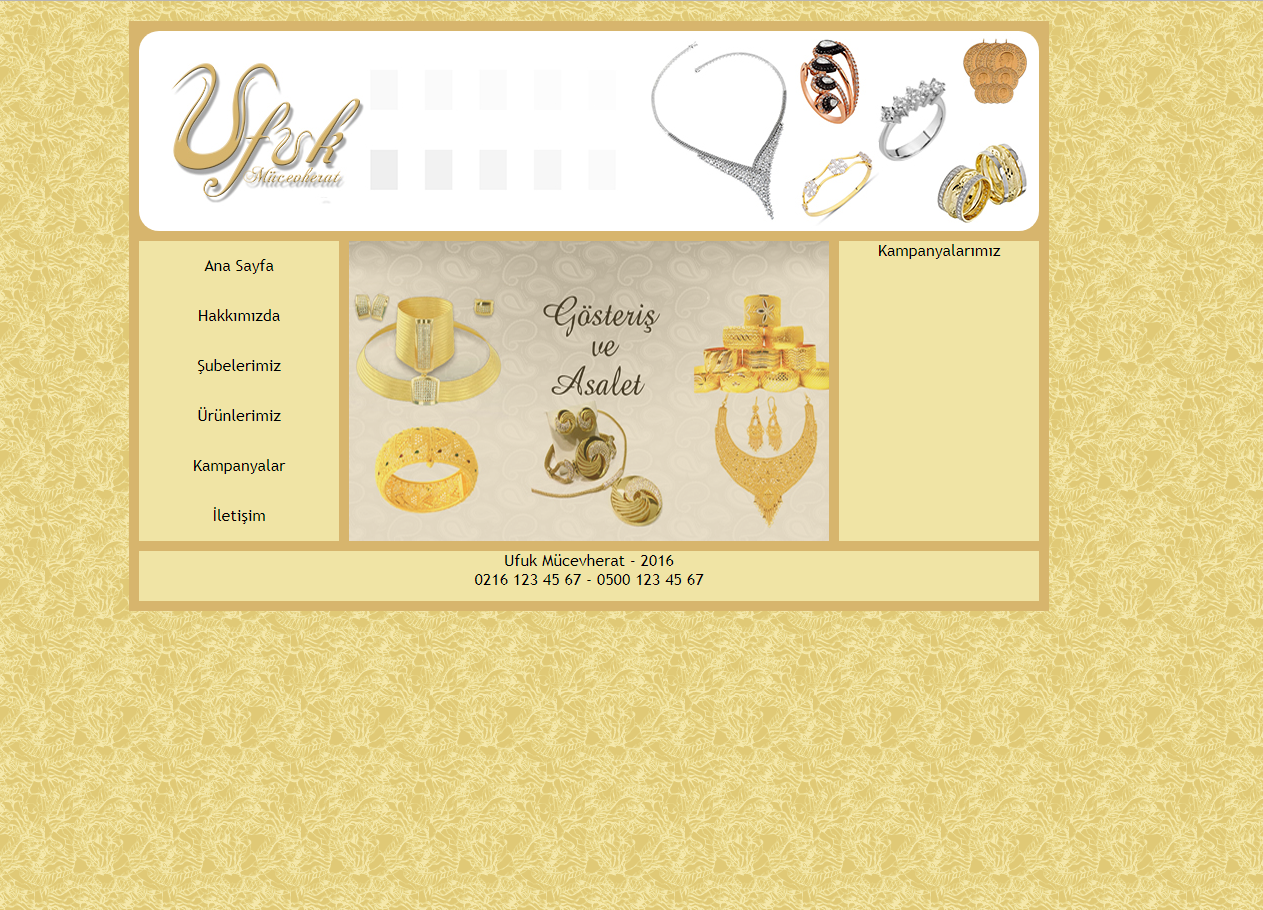 Ufuk
Mücevherat
Ana Sayfa
Hakkımızda
Şubelerimiz
Ürünlerimiz
Kampanyalar
İletişim
Gösteriş
ve
Asalet
Kampanyalarımız
Ufuk Mücevherat - 2016
0216 123 45 67 - 0500 123 45 67